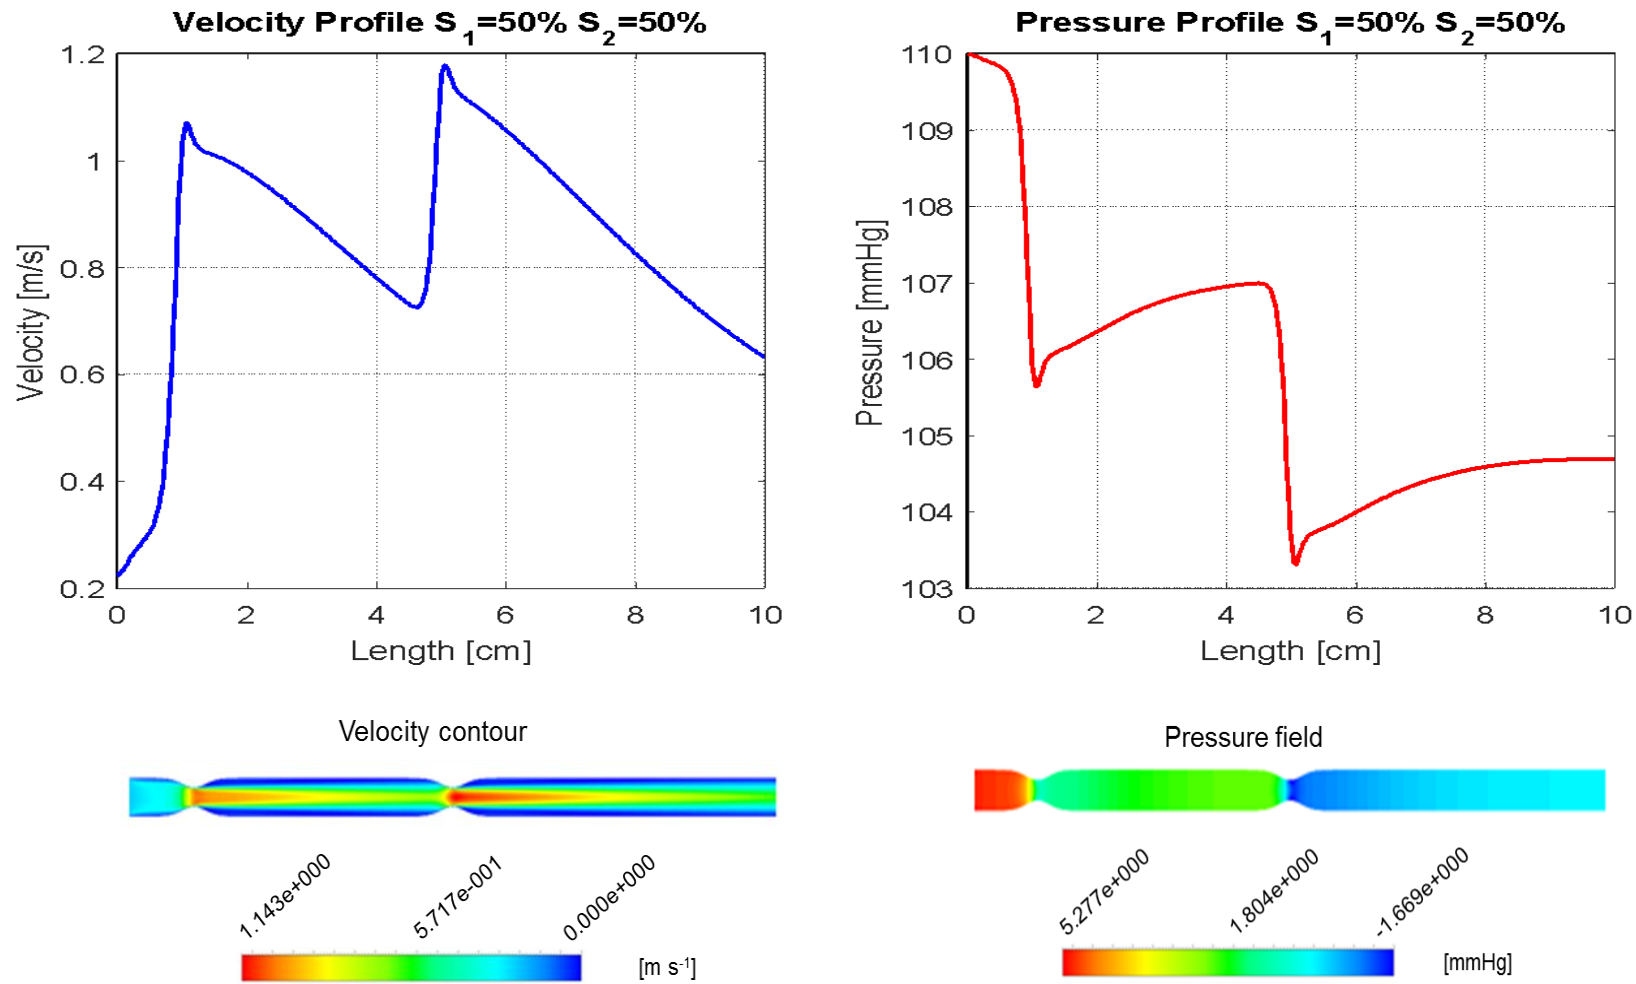 Velocity Profile S1=50% S2=50%
1.2
1
0.8
0.6
0.4
0.2
Velocity [m/s]
0 2 4 6 8 10
Length [cm]
Pressure Profile S1=50% S2=50%
110
109
108
107
106
105
104
103
Pressure [mmHg]
0 2 4 6 8 10
Length [cm]
Velocity contour
1.143e+000
5.717e-001
0.000e+000
[m s-1]
Pressure field
5.277e+000
1.804e+000
-1.669e+000
[mmHg]